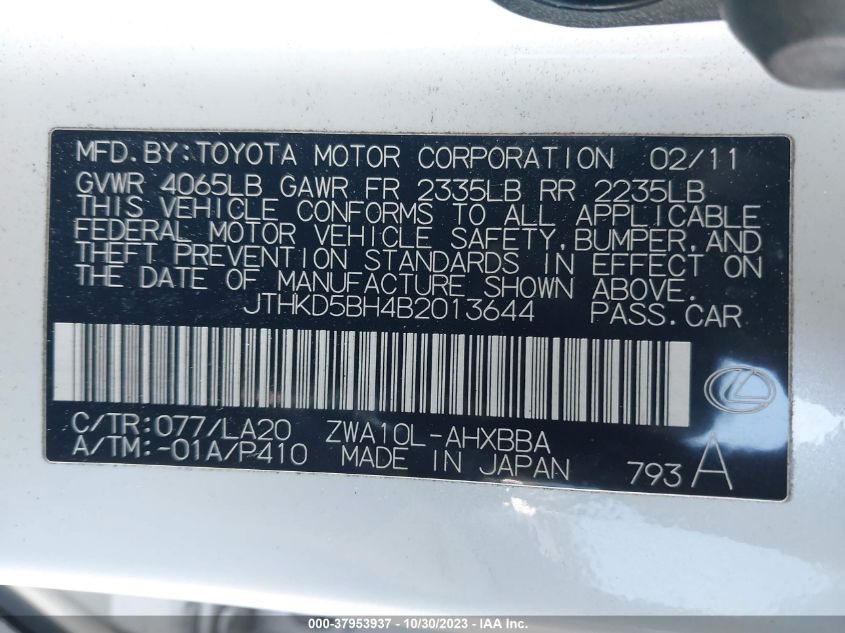 MFD.BY:TOYOTA MOTOR CORPORATION 02/11
GVWR 4065LB GAWR FR 2335LB RR 2235LB
THIS VEHICLE CONFORMS TO ALL APPLICABLE
FEDERAL MOTOR VEHICLE SAFETY,BUMPER,AND
THEFT PREVENTION STANDARDS IN EFFECT ON
THE DATE OF MANUFACTURE SHOWN ABOVE.
JTHKD5BH4B2013644 PASS.CAR
C/TR:077/LA20 ZWA10L-AHXBBA
A/TM:-01A/P410 MADE IN JAPAN 793 A
000-37953937 - 10/30/2023 - IAAI.COM